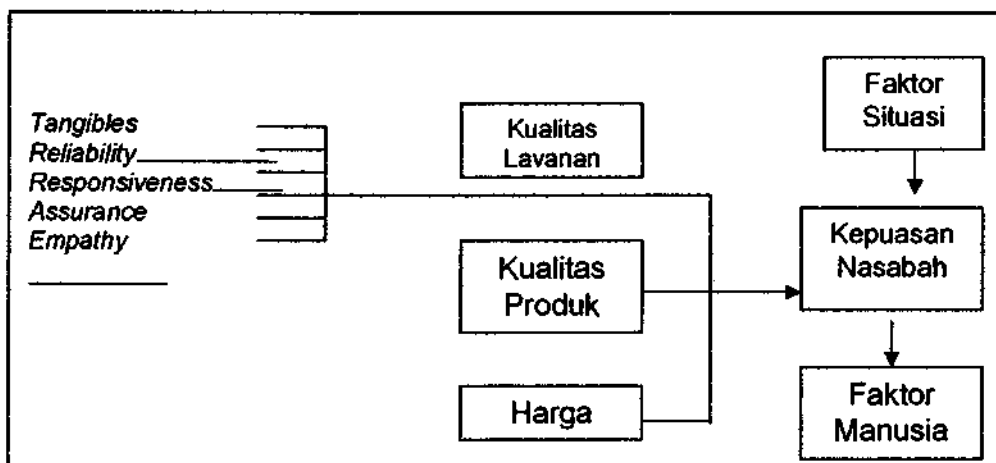 Tangibles
Reliability
Responsiveness
Assurance
Empathy
Kualitas
Lavanan
Kualitas
Produk
Harga
Faktor
Situasi
Kepuasan
Nasabah
Faktor
Manusia